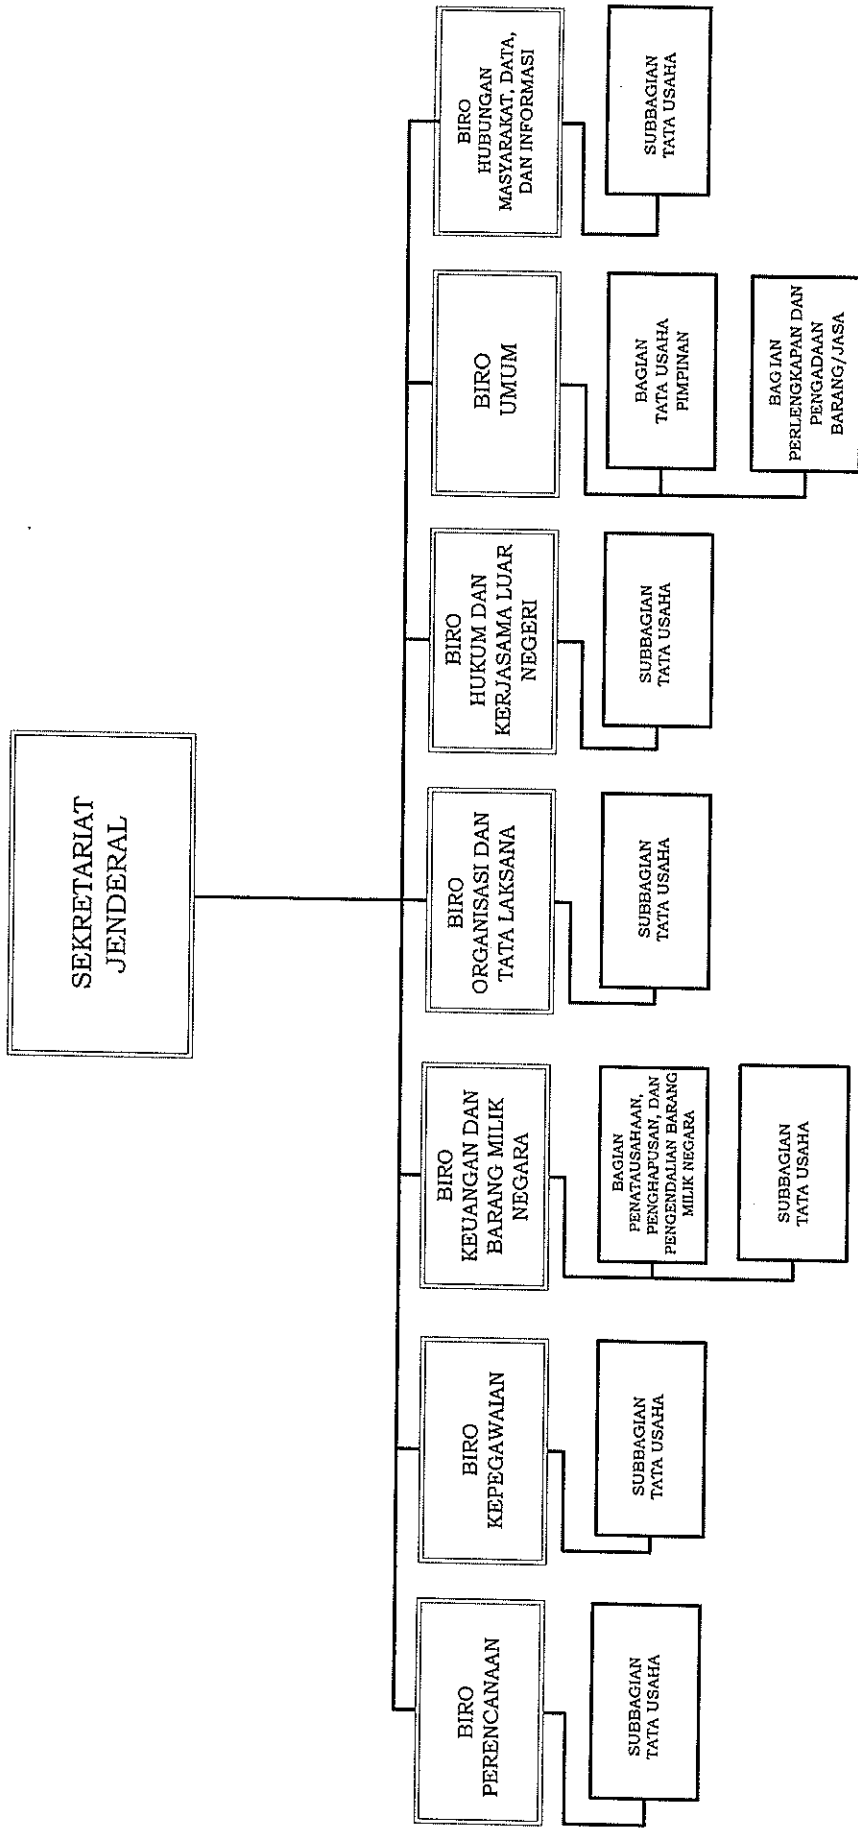 SEKRETARIAT
JENDERAL
BIRO
PERENCANAAN
BIRO
KEPEGAWAIAN
BIRO
KEUANGAN DAN
BARANG MILIK
NEGARA
BIRO
ORGANISASI DAN
TATA LAKSANA
BIRO
HUKUM DAN
KERJASAMA LUAR
NEGERI
BIRO
UMUM
BIRO
HUBUNGAN
MASYARAKAT, DATA,
DAN INFORMASI
SUBBAGIAN
TATA USAHA
SUBBAGIAN
TATA USAHA
BAGIAN
PENATAUSAHAAN,
PENGHAPUSAN, DAN
PENGENDALIAN BARANG
MILIK NEGARA
SUBBAGIAN
TATA USAHA
SUBBAGIAN
TATA USAHA
BAGIAN
TATA USAHA
PIMPINAN
SUBBAGIAN
TATA USAHA
SUBBAGIAN
TATA USAHA
BAGIAN
PERLENGKAPAN DAN
PENGADAAN
BARANG/JASA